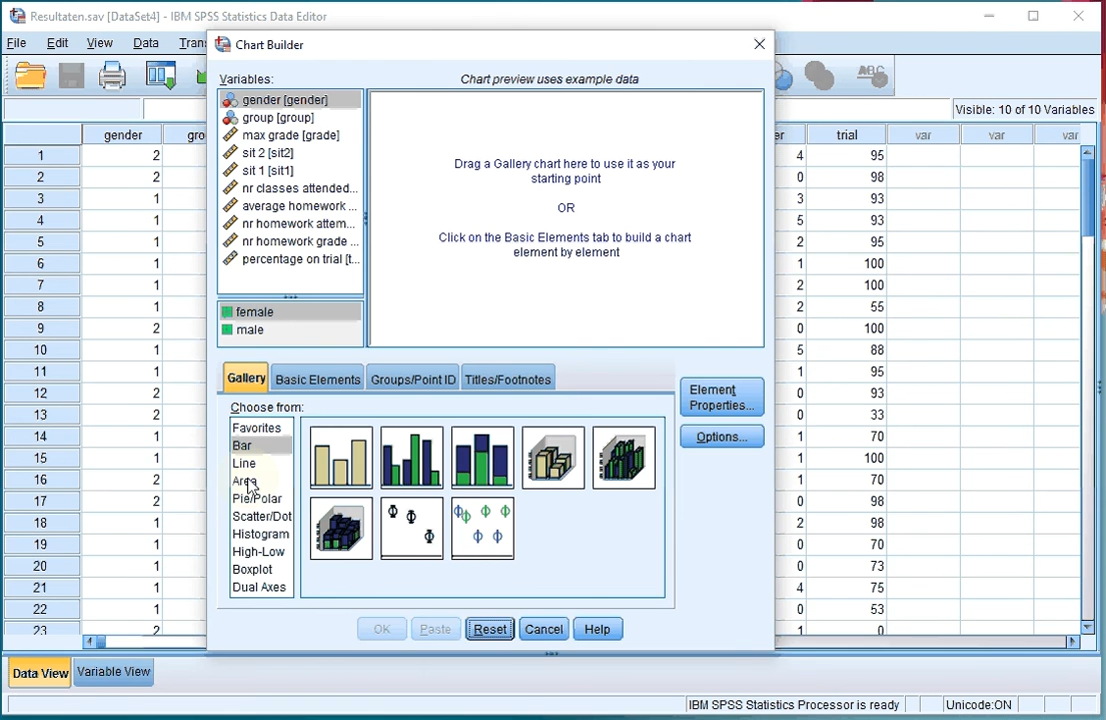 Resultaten.sav [DataSet4] - IBM SPSS Statistics Data Editor
File Edit View Data Tran
Chart Builder
Variables:
Chart preview uses example data
gender [gender]
group [group]
max grade [grade]
sit 2 [sit2]
sit 1 [sit1]
nr classes attended...
average homework ...
nr homework attem...
nr homework grade ...
percentage on trial [t...
female
male
Drag a Gallery chart here to use it as your
starting point
OR
Click on the Basic Elements tab to build a chart
element by element
Gallery Basic Elements Groups/Point ID Titles/Footnotes
Choose from:
Favorites
Bar
Line
Area
Pie/Polar
Scatter/Dot
Histogram
High-Low
Boxplot
Dual Axes
Element
Properties...
Options...
OK Paste Reset Cancel Help
Visible: 10 of 10 Variables
gender gro er trial var var var
1 2 4 95
2 2 0 98
3 1 3 93
4 1 5 93
5 1 2 95
6 1 1 100
7 1 2 100
8 1 2 55
9 2 0 100
10 1 5 88
11 1 1 95
12 2 0 93
13 2 0 33
14 1 1 70
15 1 1 100
16 2 1 70
17 2 0 98
18 1 2 98
19 1 0 70
20 1 0 73
21 1 4 75
22 1 0 53
23 2 1 0
Data View Variable View
IBM SPSS Statistics Processor is ready
Unicode:ON